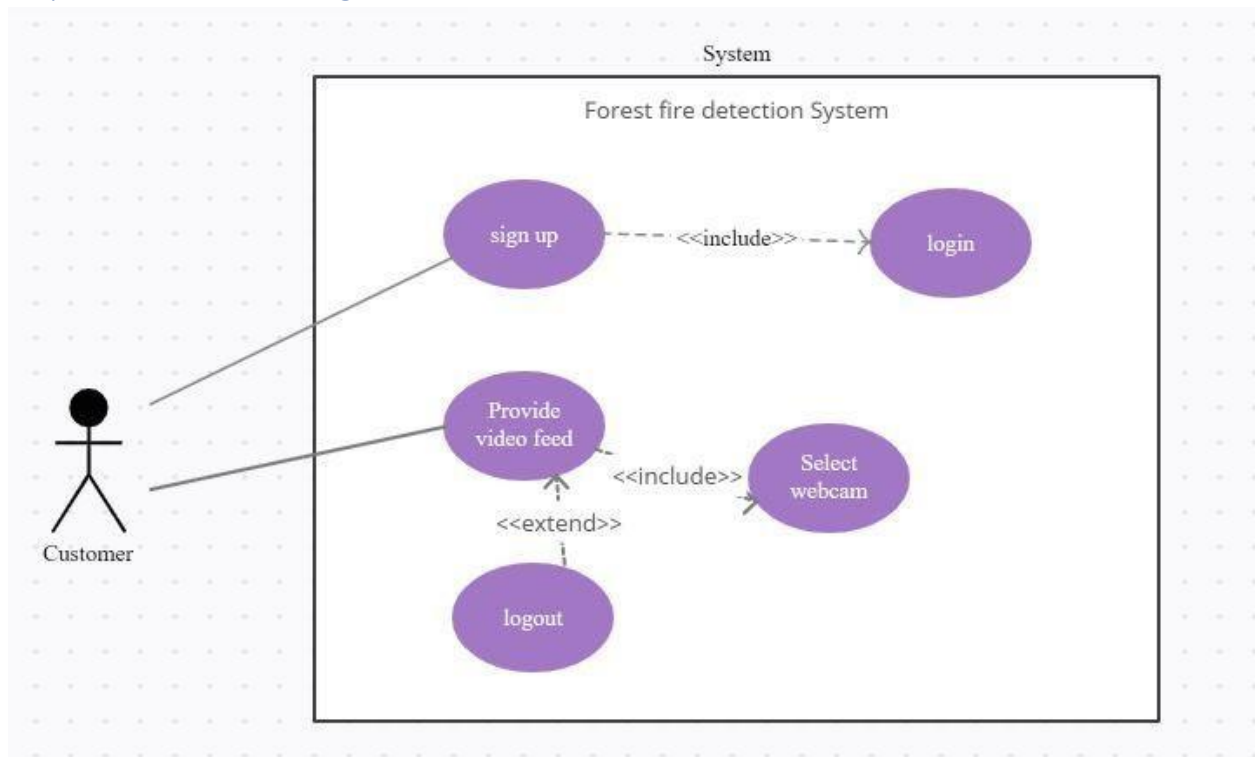 System
Forest fire detection System
sign up
<<include>>
login
Provide
video feed
<<include>>
Select
webcam
<<extend>>
logout
Customer